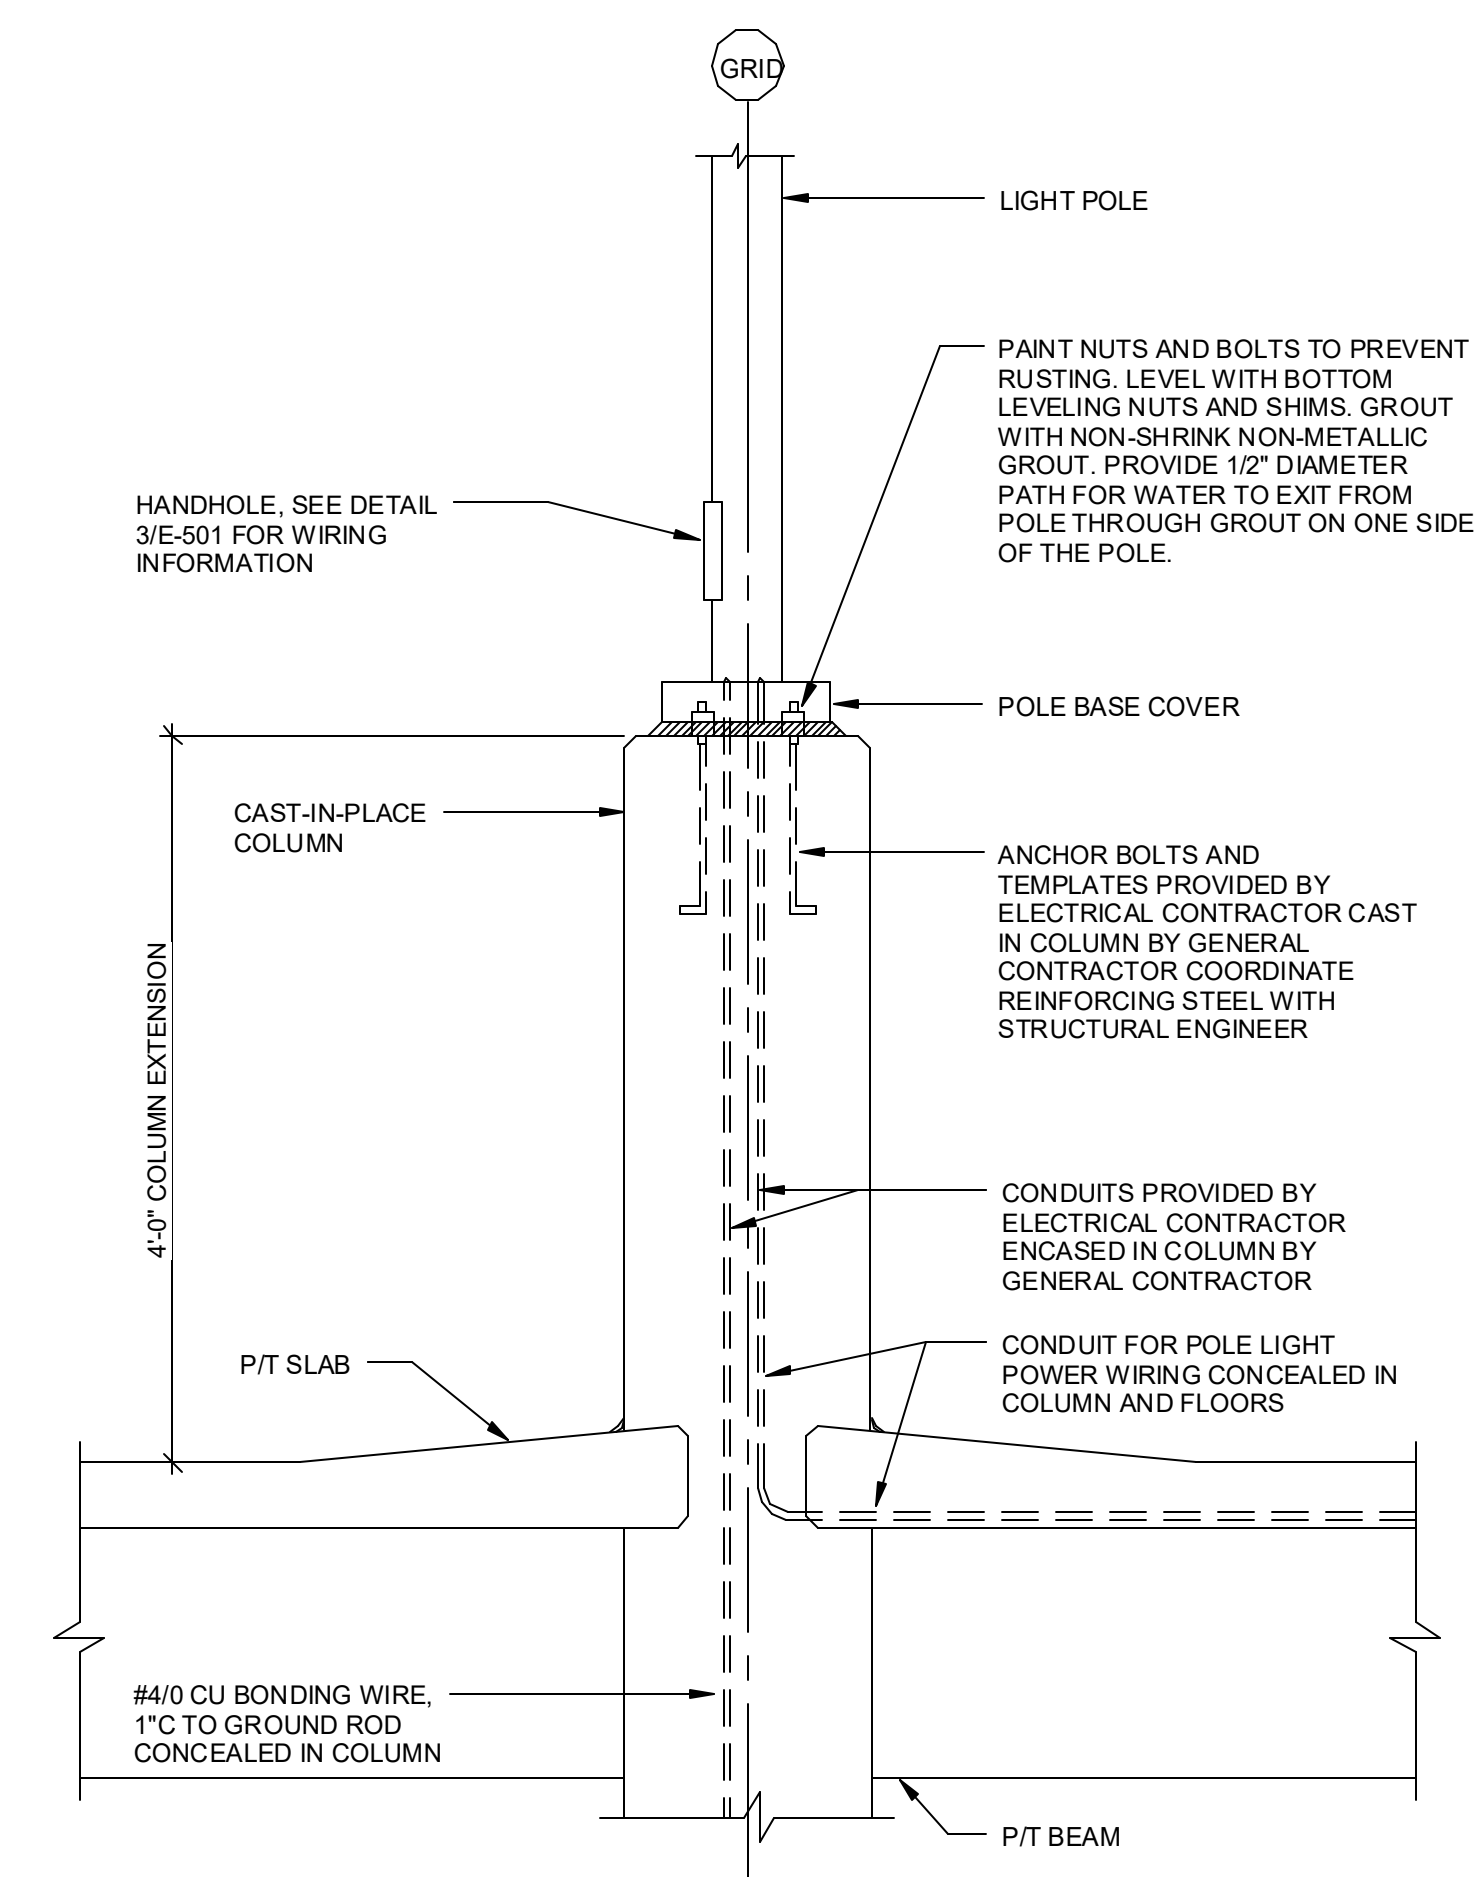 GRID
LIGHT POLE
PAINT NUTS AND BOLTS TO PREVENT
RUSTING. LEVEL WITH BOTTOM
LEVELING NUTS AND SHIMS. GROUT
WITH NON-SHRINK NON-METALLIC
GROUT. PROVIDE 1/2" DIAMETER
PATH FOR WATER TO EXIT FROM
POLE THROUGH GROUT ON ONE SIDE
OF THE POLE.
HANDHOLE, SEE DETAIL
3/E-501 FOR WIRING
INFORMATION
POLE BASE COVER
CAST-IN-PLACE
COLUMN
ANCHOR BOLTS AND
TEMPLATES PROVIDED BY
ELECTRICAL CONTRACTOR CAST
IN COLUMN BY GENERAL
CONTRACTOR COORDINATE
REINFORCING STEEL WITH
STRUCTURAL ENGINEER
4'-0" COLUMN EXTENSION
CONDUITS PROVIDED BY
ELECTRICAL CONTRACTOR
ENCASED IN COLUMN BY
GENERAL CONTRACTOR
P/T SLAB
CONDUIT FOR POLE LIGHT
POWER WIRING CONCEALED IN
COLUMN AND FLOORS
#4/0 CU BONDING WIRE,
1"C TO GROUND ROD
CONCEALED IN COLUMN
P/T BEAM